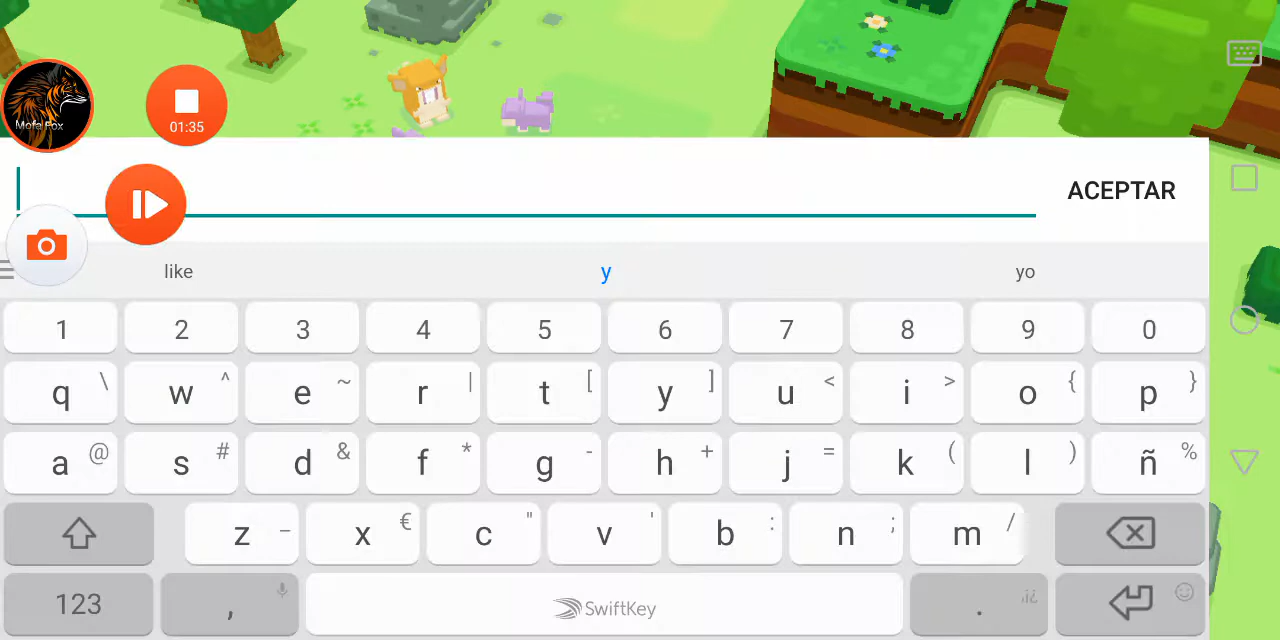 Mofa Fox
01:35
ACEPTAR
like y yo
1 2 3 4 5 6 7 8 9 0
q \ w ^ e ~ r | t [ y ] u < i > o { p }
a @ s # d & f * g - h + j = k ( l ) ñ %
z _ x € c " v ' b : n ; m /
123 , SwiftKey . ¡¿